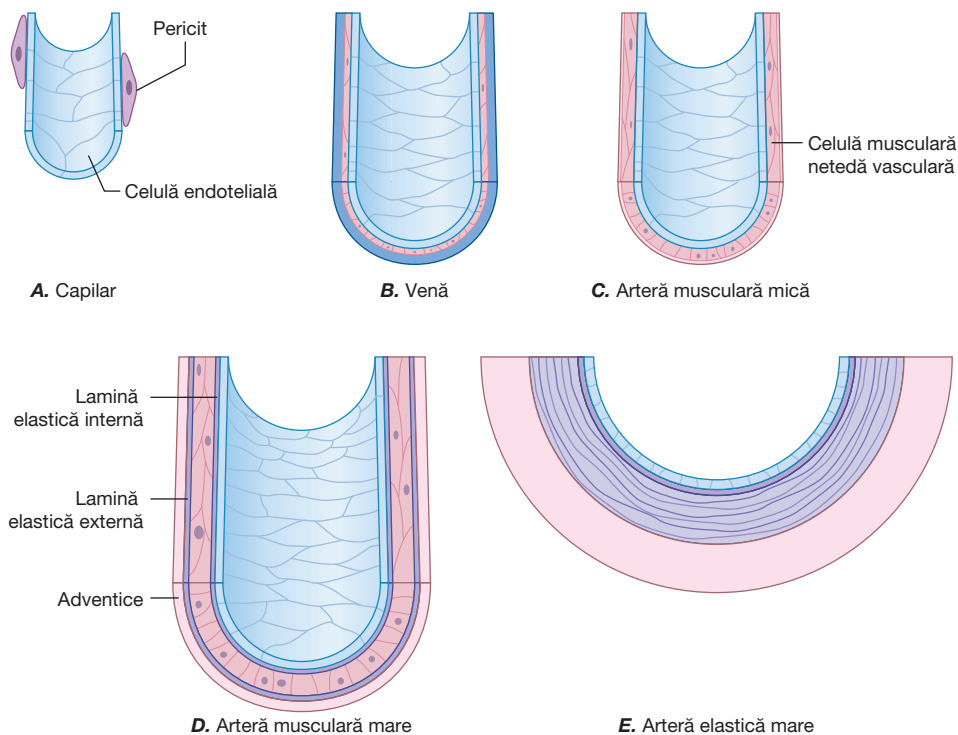 Pericit
Celulă endotelială
A. Capilar
B. Venă
Celulă musculară
netedă vasculară
C. Arteră musculară mică
Lamină
elastică internă
Lamină
elastică externă
Adventice
D. Arteră musculară mare
E. Arteră elastică mare